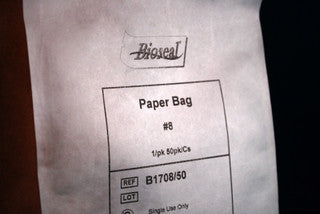 Bioseal
Paper Bag
#8
1/pk 50pk/Cs
REF B1708/50
LOT
Single Use Only